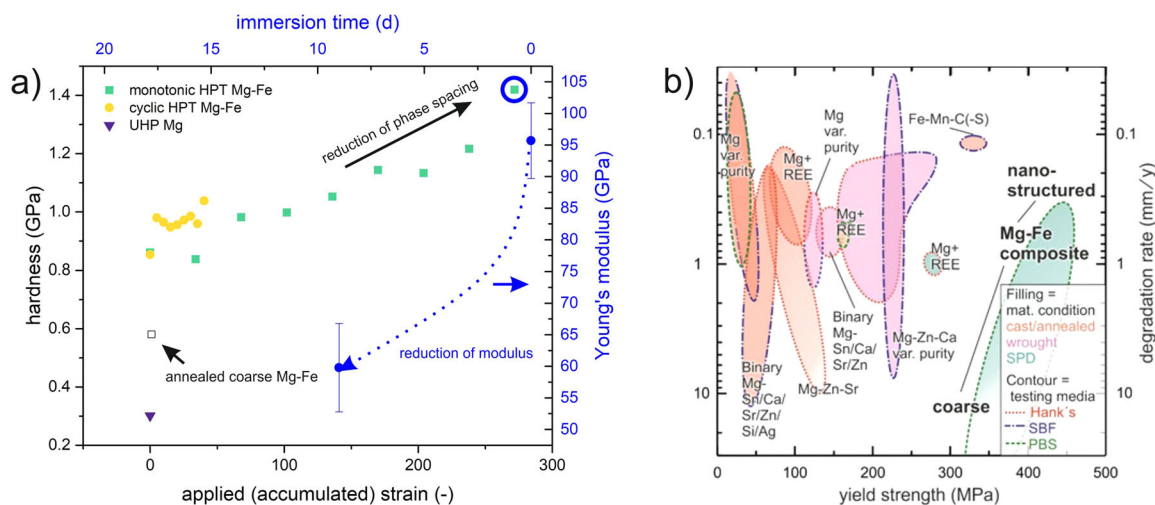 a)
immersion time (d)
20 15 10 5 0
monotonic HPT Mg-Fe
cyclic HPT Mg-Fe
UHP Mg
reduction of phase spacing
annealed coarse Mg-Fe
reduction of modulus
hardness (GPa)
1.4
1.2
1.0
0.8
0.6
0.4
0.2
Young's modulus (GPa)
105
100
95
90
85
80
75
70
65
60
55
50
0 100 200 300
applied (accumulated) strain (-)
b)
Mg
var.
purity
Mg+
REE
Mg
var.
purity
Fe-Mn-C(-S)
Mg+
REE
Mg+
REE
nano-
structured
Mg-Fe
composite
coarse
Binary
Mg-
Sn/Ca/
Sr/Zn/
Si/Ag
Mg-Zn-Sr
Binary
Mg-
Sn/Ca/
Sr/Zn
Mg-Zn-Ca
var. purity
Filling =
mat. condition
cast/annealed
wrought
SPD
Contour =
testing media
Hank´s
SBF
PBS
0.1
1
10
0.1
1
10
degradation rate (mm/y)
0 100 200 300 400 500
yield strength (MPa)